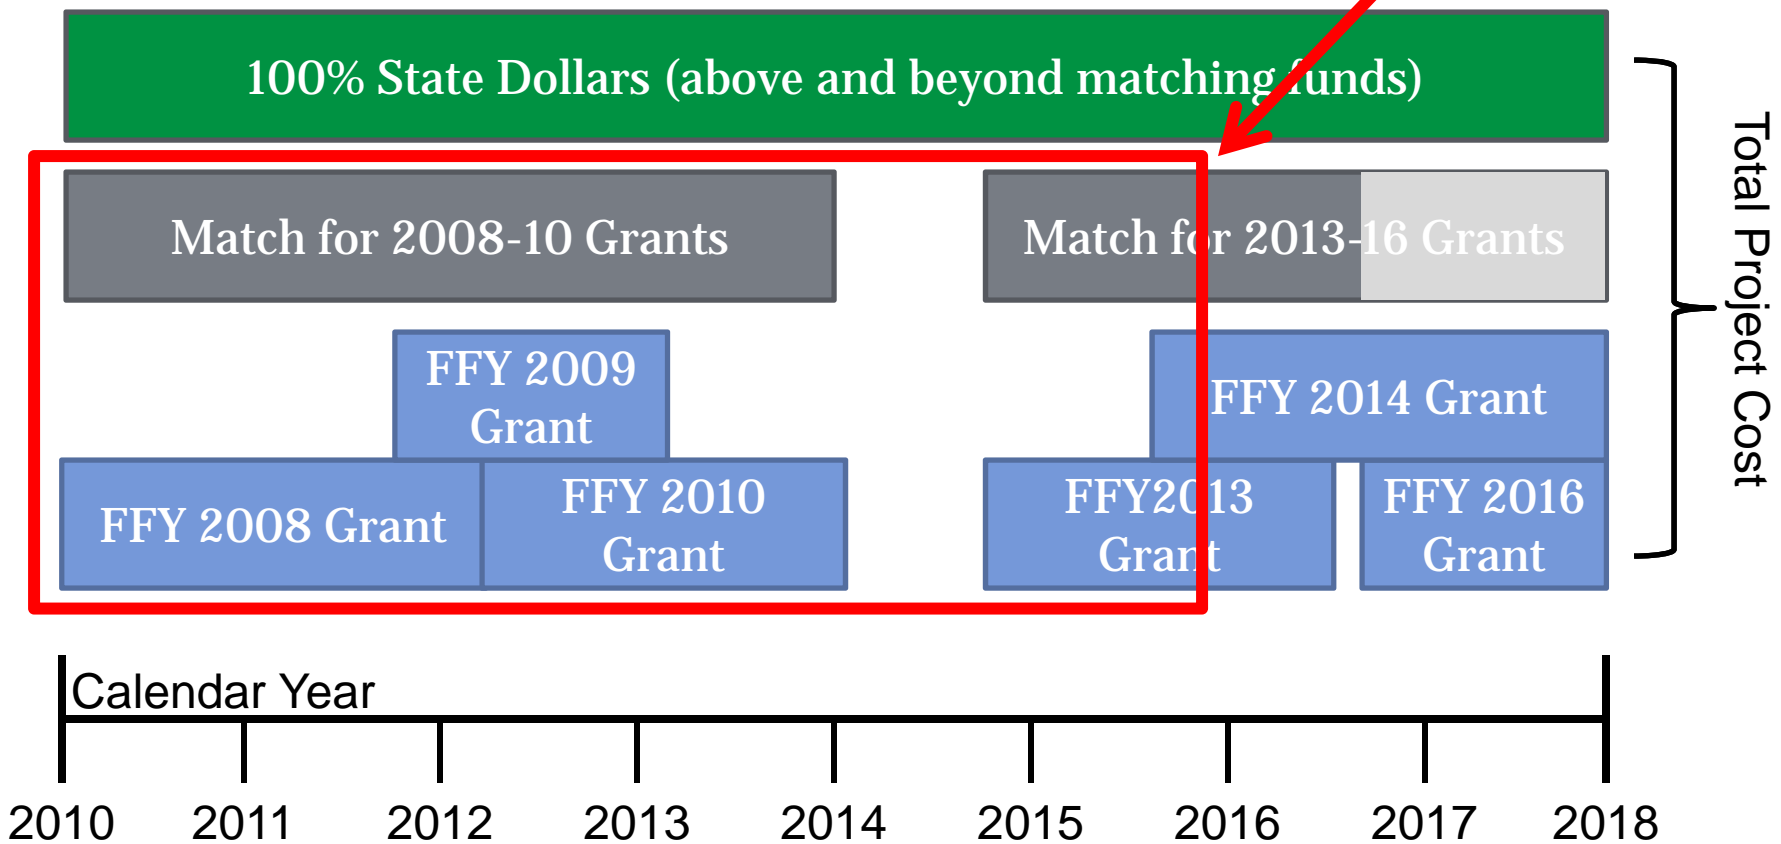 100% State Dollars (above and beyond matching funds)
Match for 2008-10 Grants
Match for 2013-16 Grants
FFY 2009
Grant
FFY 2014 Grant
FFY 2008 Grant
FFY 2010
Grant
FFY2013
Grant
FFY 2016
Grant
Total Project Cost
Calendar Year
2010 2011 2012 2013 2014 2015 2016 2017 2018